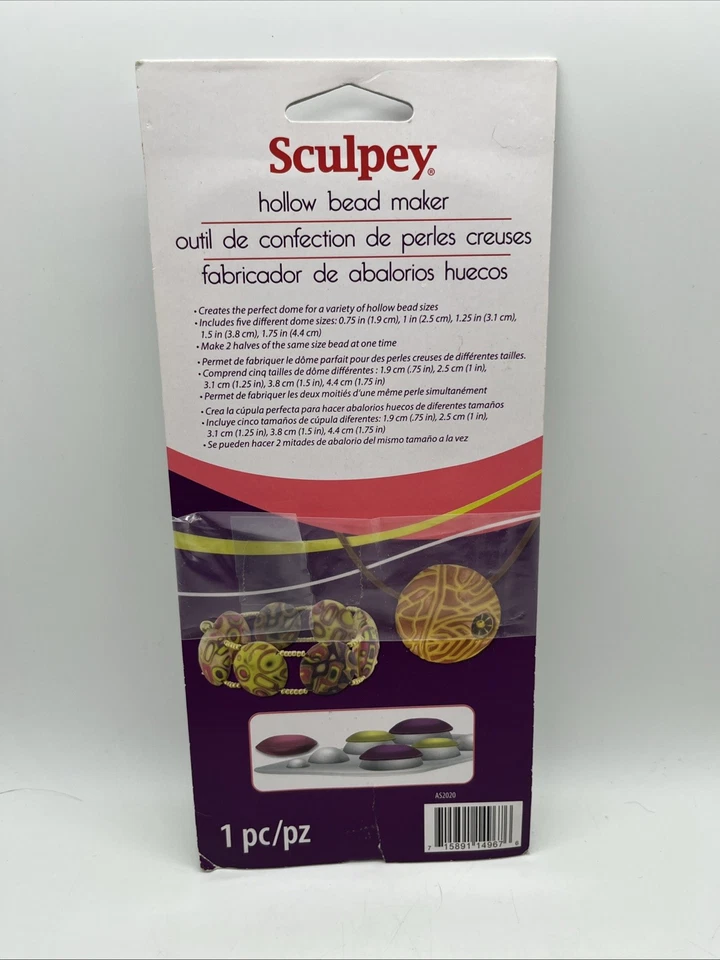 Sculpey®
hollow bead maker
outil de confection de perles creuses
fabricador de abalorios huecos
• Creates the perfect dome for a variety of hollow bead sizes
• Includes five different dome sizes: 0.75 in (1.9 cm), 1 in (2.5 cm), 1.25 in (3.1 cm),
1.5 in (3.8 cm), 1.75 in (4.4 cm)
• Make 2 halves of the same size bead at one time
• Permet de fabriquer le dôme parfait pour des perles creuses de différentes tailles.
• Comprend cinq tailles de dôme différentes : 1.9 cm (.75 in), 2.5 cm (1 in),
3.1 cm (1.25 in), 3.8 cm (1.5 in), 4.4 cm (1.75 in)
• Permet de fabriquer les deux moitiés d'une même perle simultanément
• Crea la cúpula perfecta para hacer abalorios huecos de diferentes tamaños
• Incluye cinco tamaños de cúpula diferentes: 1.9 cm (.75 in), 2.5 cm (1 in),
3.1 cm (1.25 in), 3.8 cm (1.5 in), 4.4 cm (1.75 in)
• Se pueden hacer 2 mitades de abalorio del mismo tamaño a la vez
AS2020
1 pc/pz
7 15891 14967 6